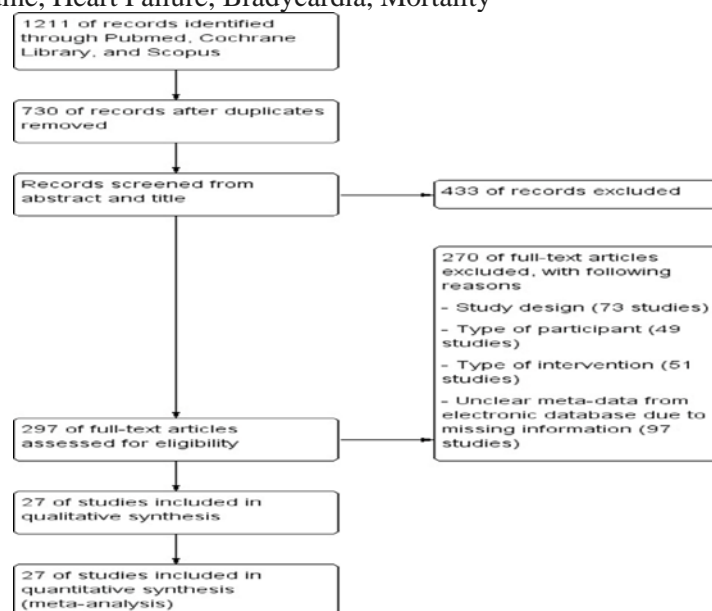 Heart Failure, Bradycardia, Mortality
1211 of records identified
through Pubmed, Cochrane
Library, and Scopus
730 of records after duplicates
removed
Records screened from
abstract and title
433 of records excluded
270 of full-text articles
excluded, with following
reasons
- Study design (73 studies)
- Type of participant (49
studies)
- Type of intervention (51
studies)
- Unclear meta-data from
electronic database due to
missing information (97
studies)
297 of full-text articles
assessed for eligibility
27 of studies included in
qualitative synthesis
27 of studies included in
quantitative synthesis
(meta-analysis)